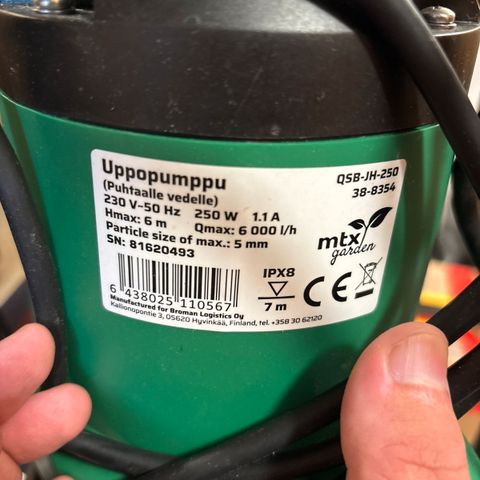 Uppopumppu
(Puhtaalle vedelle)
230 V~50 Hz 250 W 1.1 A
Hmax: 6 m Qmax: 6 000 l/h
Particle size of max.: 5 mm
SN: 81620493
QSB-JH-250
38-8354
mtx
garden
IPX8
7 m
CE
6 438025 110567
Manufactured for Broman Logistics Oy
Kallionopontie 3, 05620 Hyvinkää, Finland, tel. +358 30 62120